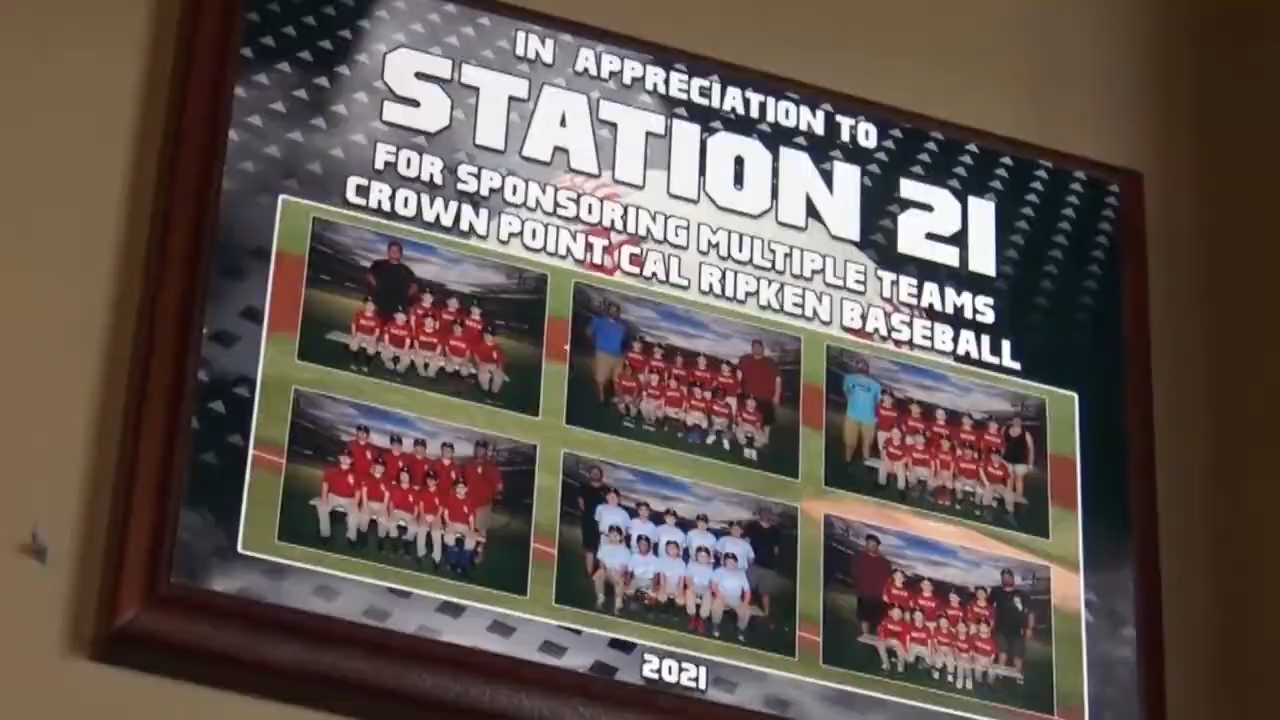 IN APPRECIATION TO
STATION 21
FOR SPONSORING MULTIPLE TEAMS
CROWN POINT CAL RIPKEN BASEBALL
2021